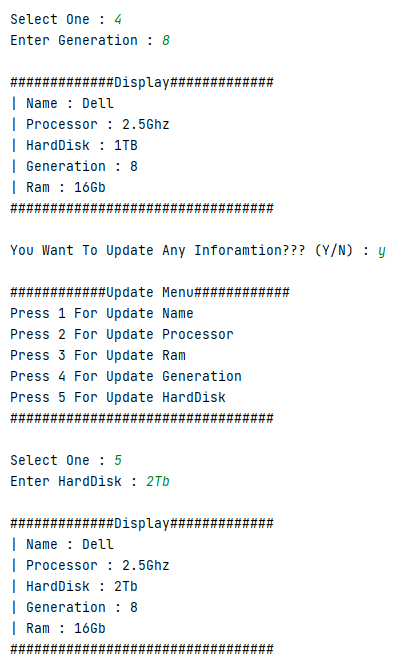 Select One : 4
Enter Generation : 8
#############Display#############
| Name : Dell
| Processor : 2.5Ghz
| HardDisk : 1TB
| Generation : 8
| Ram : 16Gb
#################################
You Want To Update Any Inforamtion??? (Y/N) : y
############Update Menu############
Press 1 For Update Name
Press 2 For Update Processor
Press 3 For Update Ram
Press 4 For Update Generation
Press 5 For Update HardDisk
#################################
Select One : 5
Enter HardDisk : 2Tb
#############Display#############
| Name : Dell
| Processor : 2.5Ghz
| HardDisk : 2Tb
| Generation : 8
| Ram : 16Gb
#################################